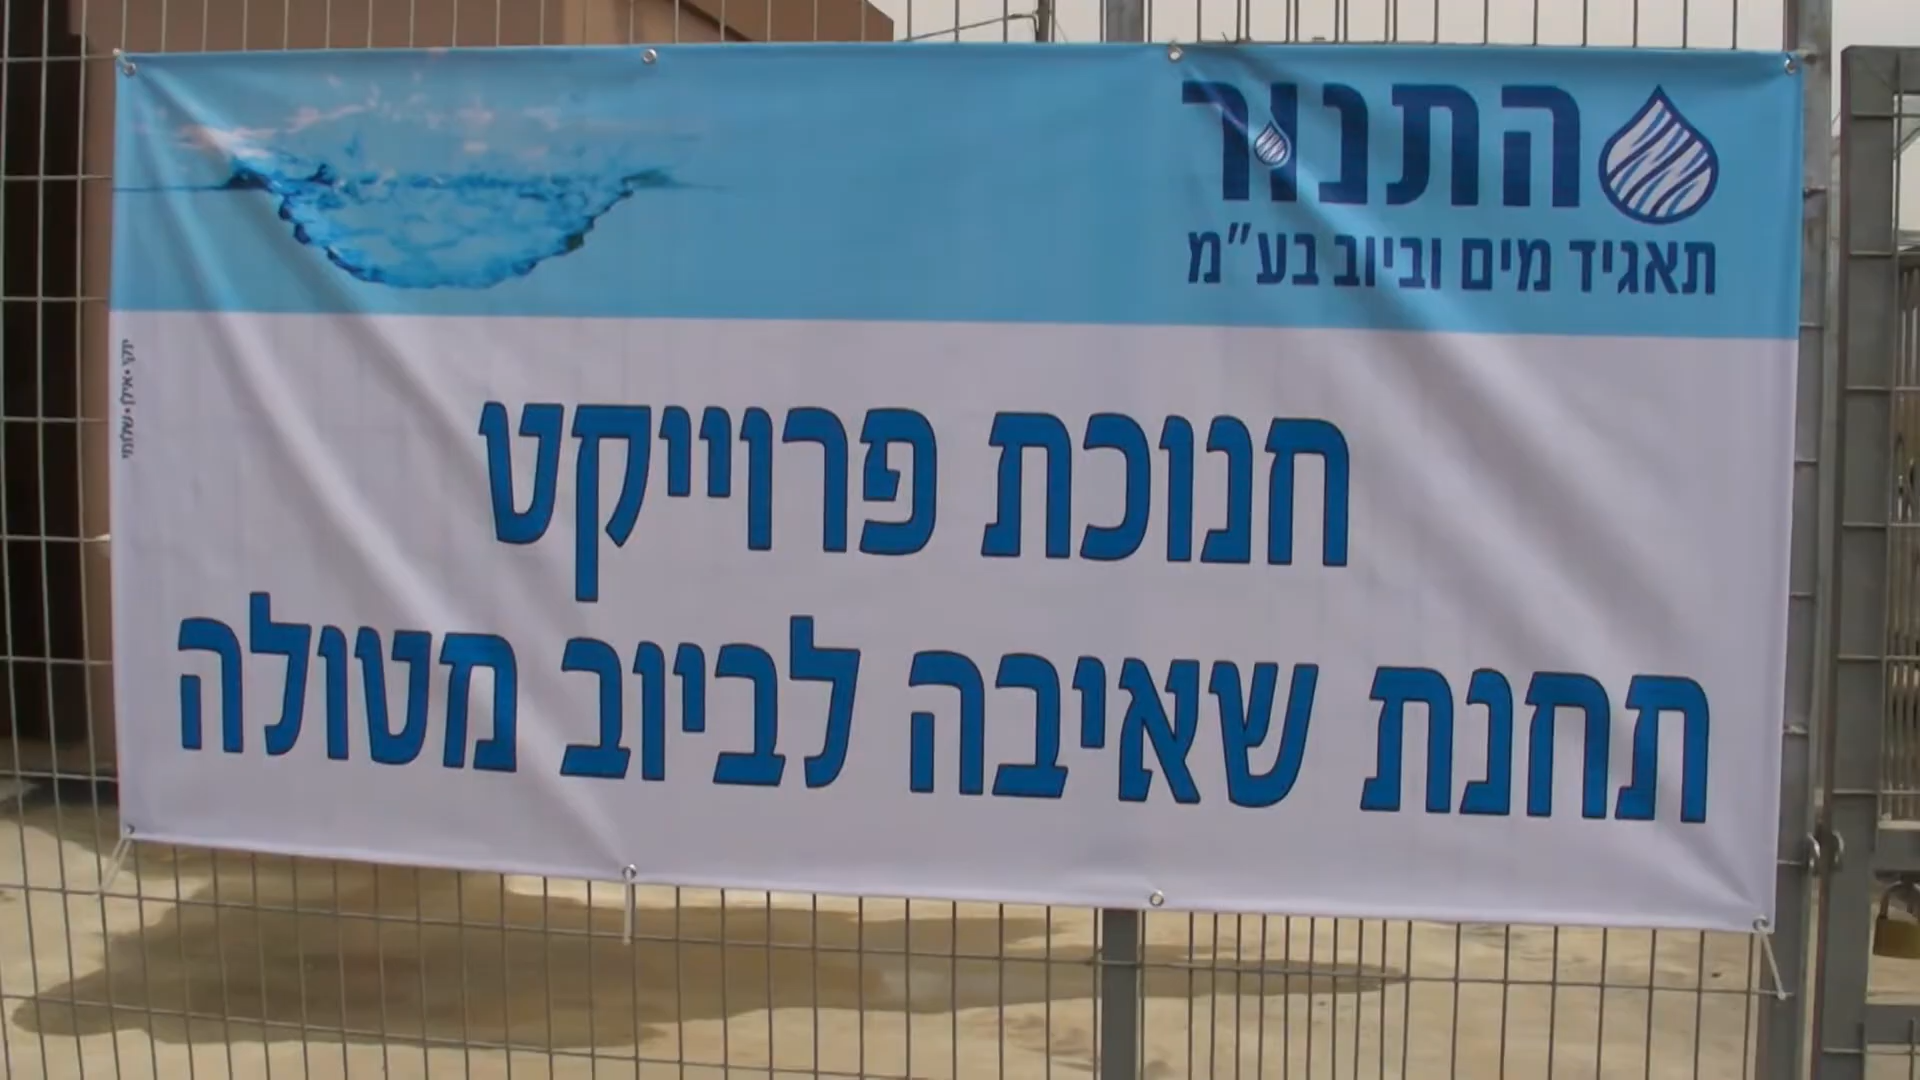 התנור
תאגיד מים וביוב בע"מ
חנוכת פרוייקט
תחנת שאיבה לביוב מטולה